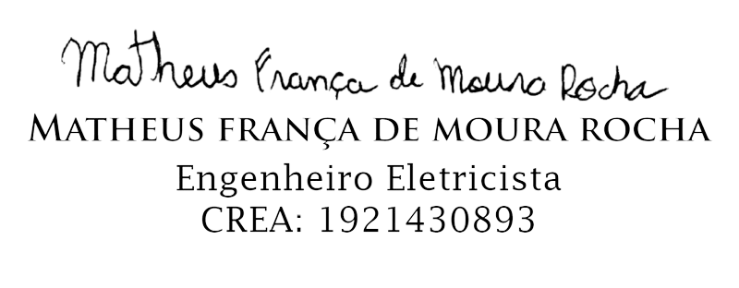 Matheus França de Moura Rocha
MATHEUS FRANÇA DE MOURA ROCHA
Engenheiro Eletricista
CREA: 1921430893